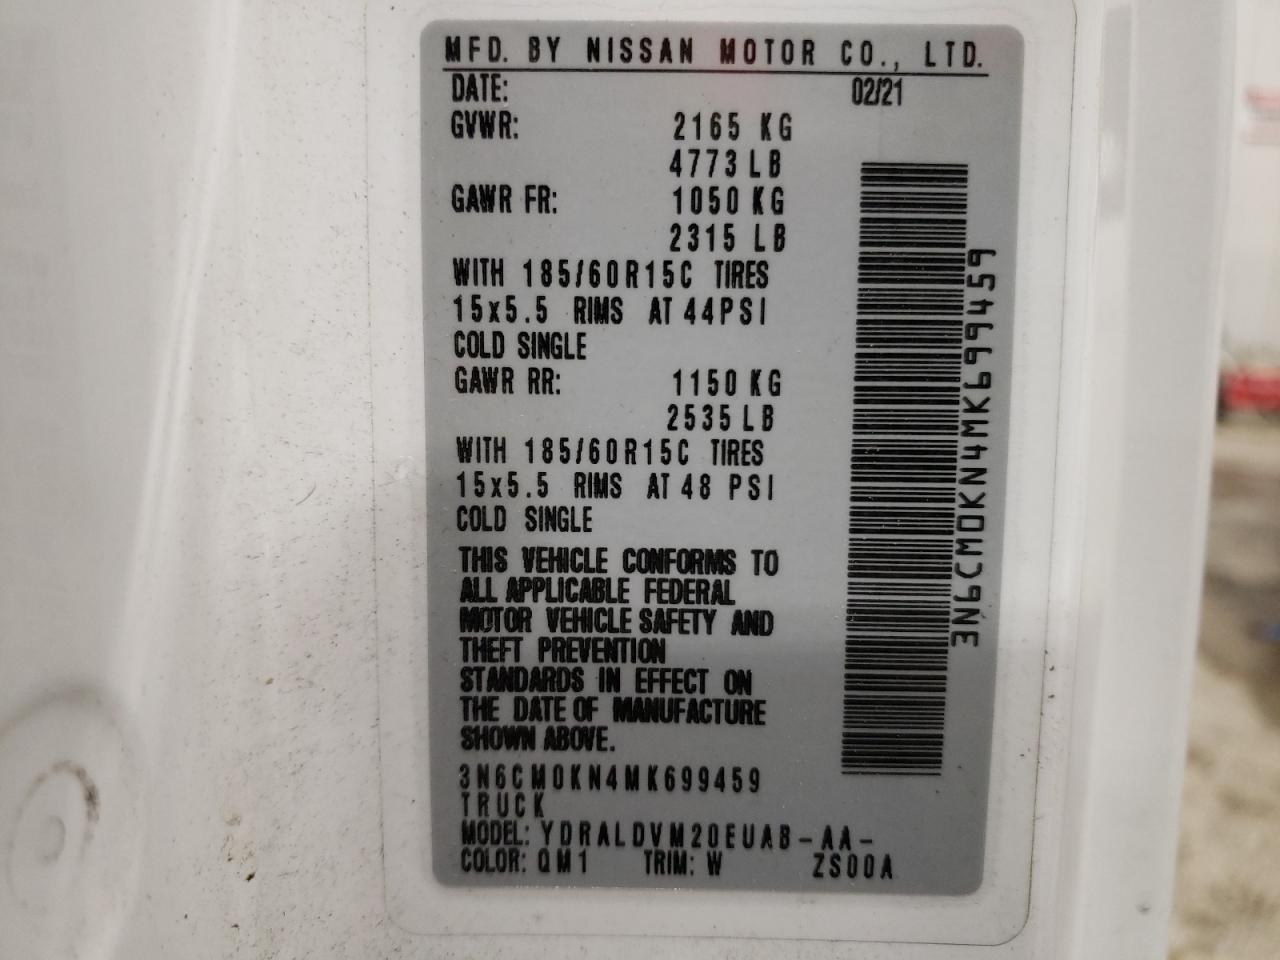 MFD. BY NISSAN MOTOR CO., LTD.
DATE: 02/21
GVWR: 2165 KG
4773 LB
GAWR FR: 1050 KG
2315 LB
WITH 185/60R15C TIRES
15x5.5 RIMS AT 44PSI
COLD SINGLE
GAWR RR: 1150 KG
2535 LB
WITH 185/60R15C TIRES
15x5.5 RIMS AT 48 PSI
COLD SINGLE
THIS VEHICLE CONFORMS TO
ALL APPLICABLE FEDERAL
MOTOR VEHICLE SAFETY AND
THEFT PREVENTION
STANDARDS IN EFFECT ON
THE DATE OF MANUFACTURE
SHOWN ABOVE.
3N6CM0KN4MK699459
TRUCK
MODEL: YDRALDVM20EUAB-AA-
COLOR: QM1 TRIM: W ZS00A
3N6CM0KN4MK699459